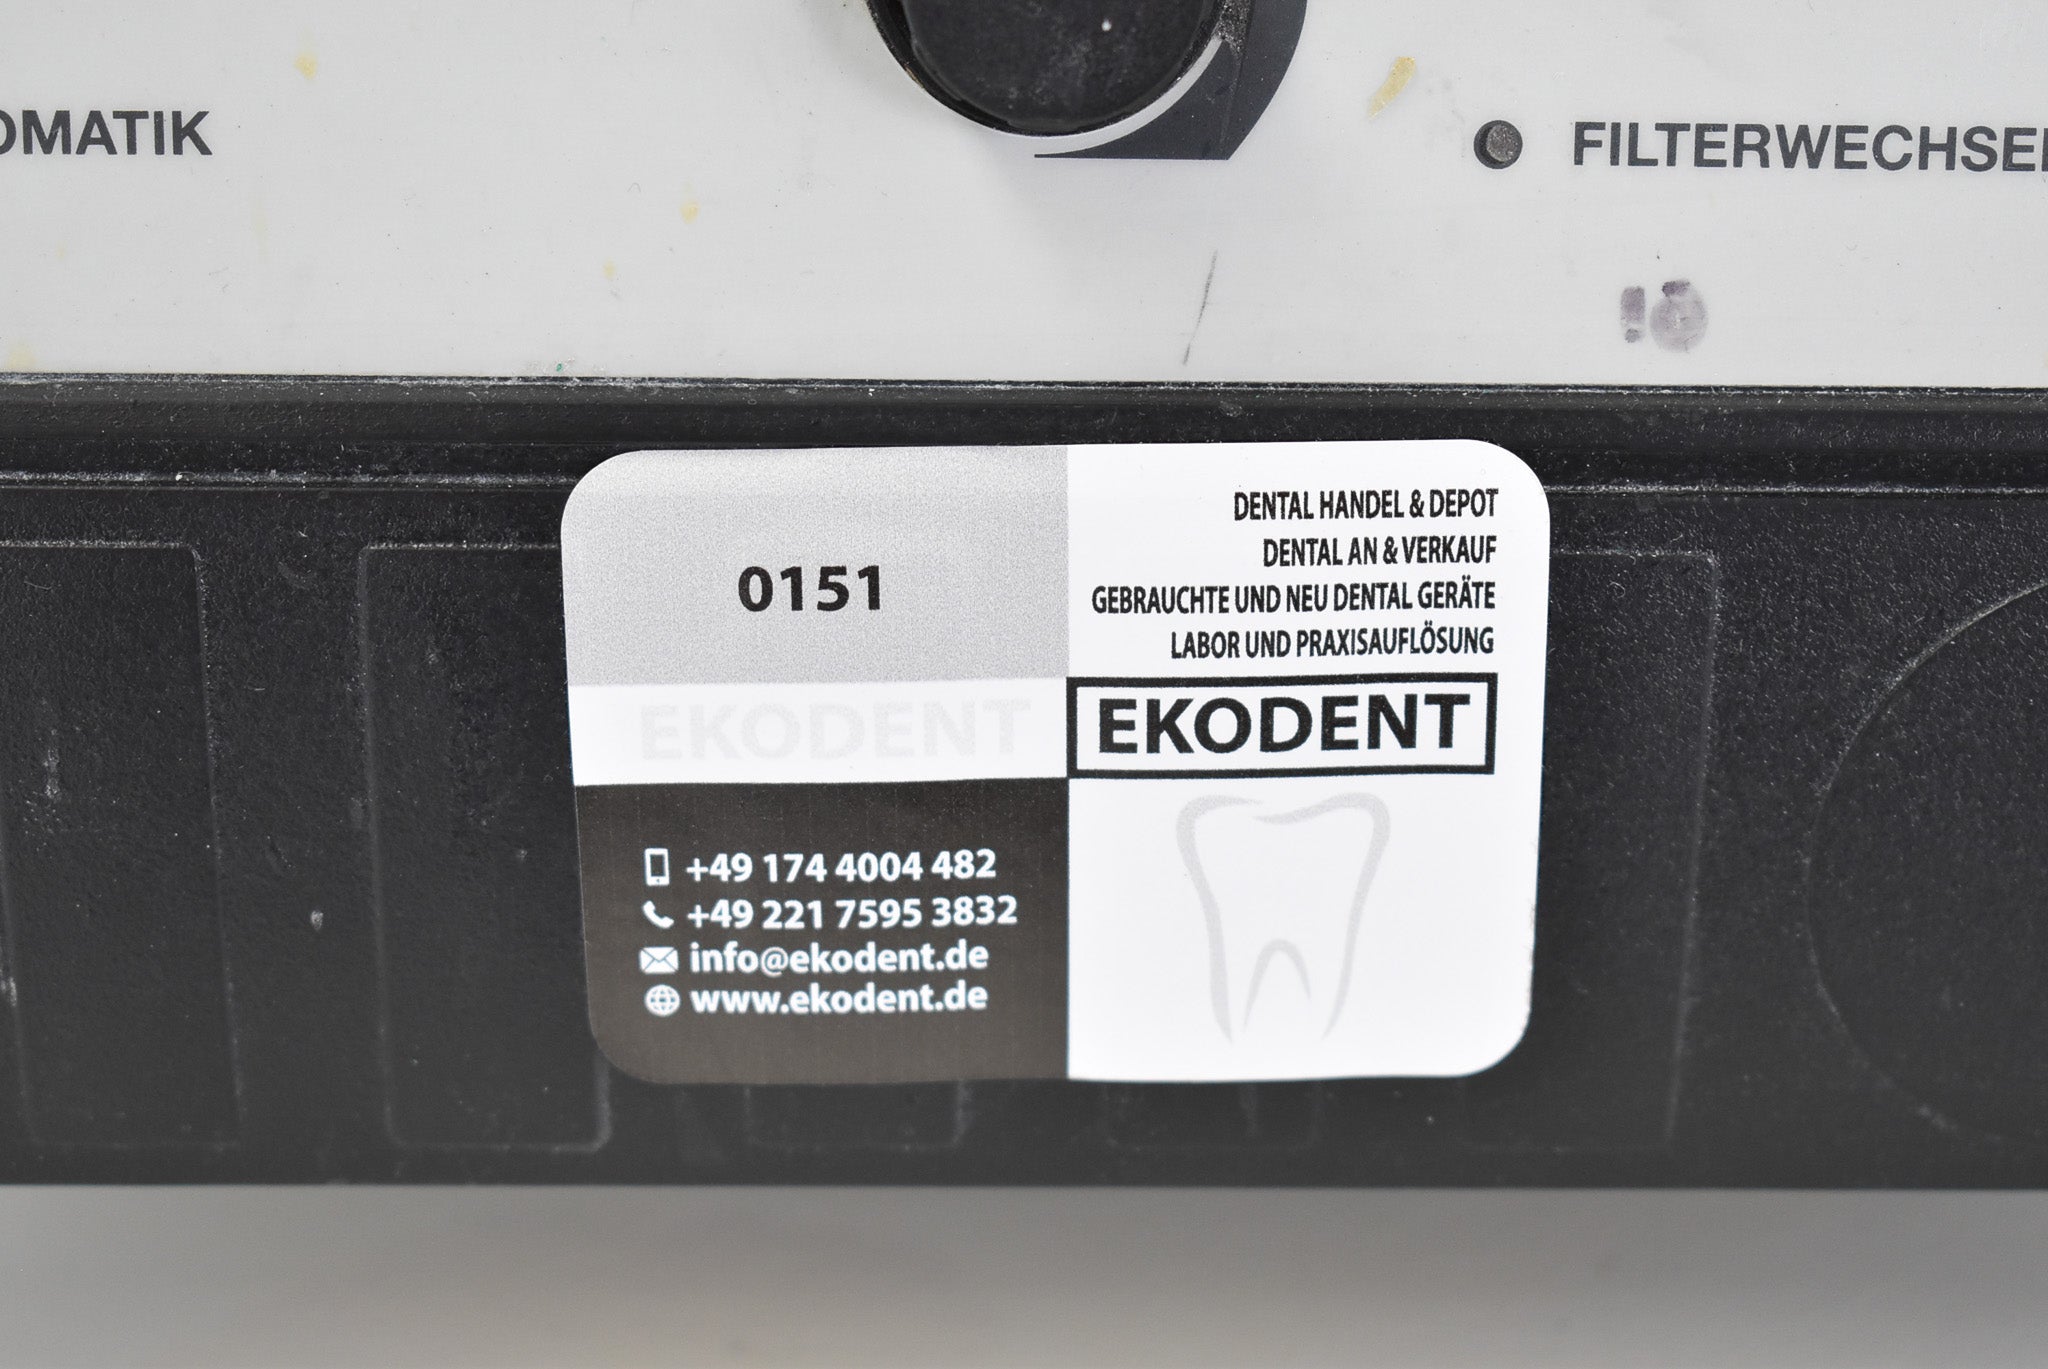 OMATIK
FILTERWECHSE
0151
DENTAL HANDEL & DEPOT
DENTAL AN & VERKAUF
GEBRAUCHTE UND NEU DENTAL GERÄTE
LABOR UND PRAXISAUFLÖSUNG
EKODENT
EKODENT
+49 174 4004 482
+49 221 7595 3832
info@ekodent.de
www.ekodent.de